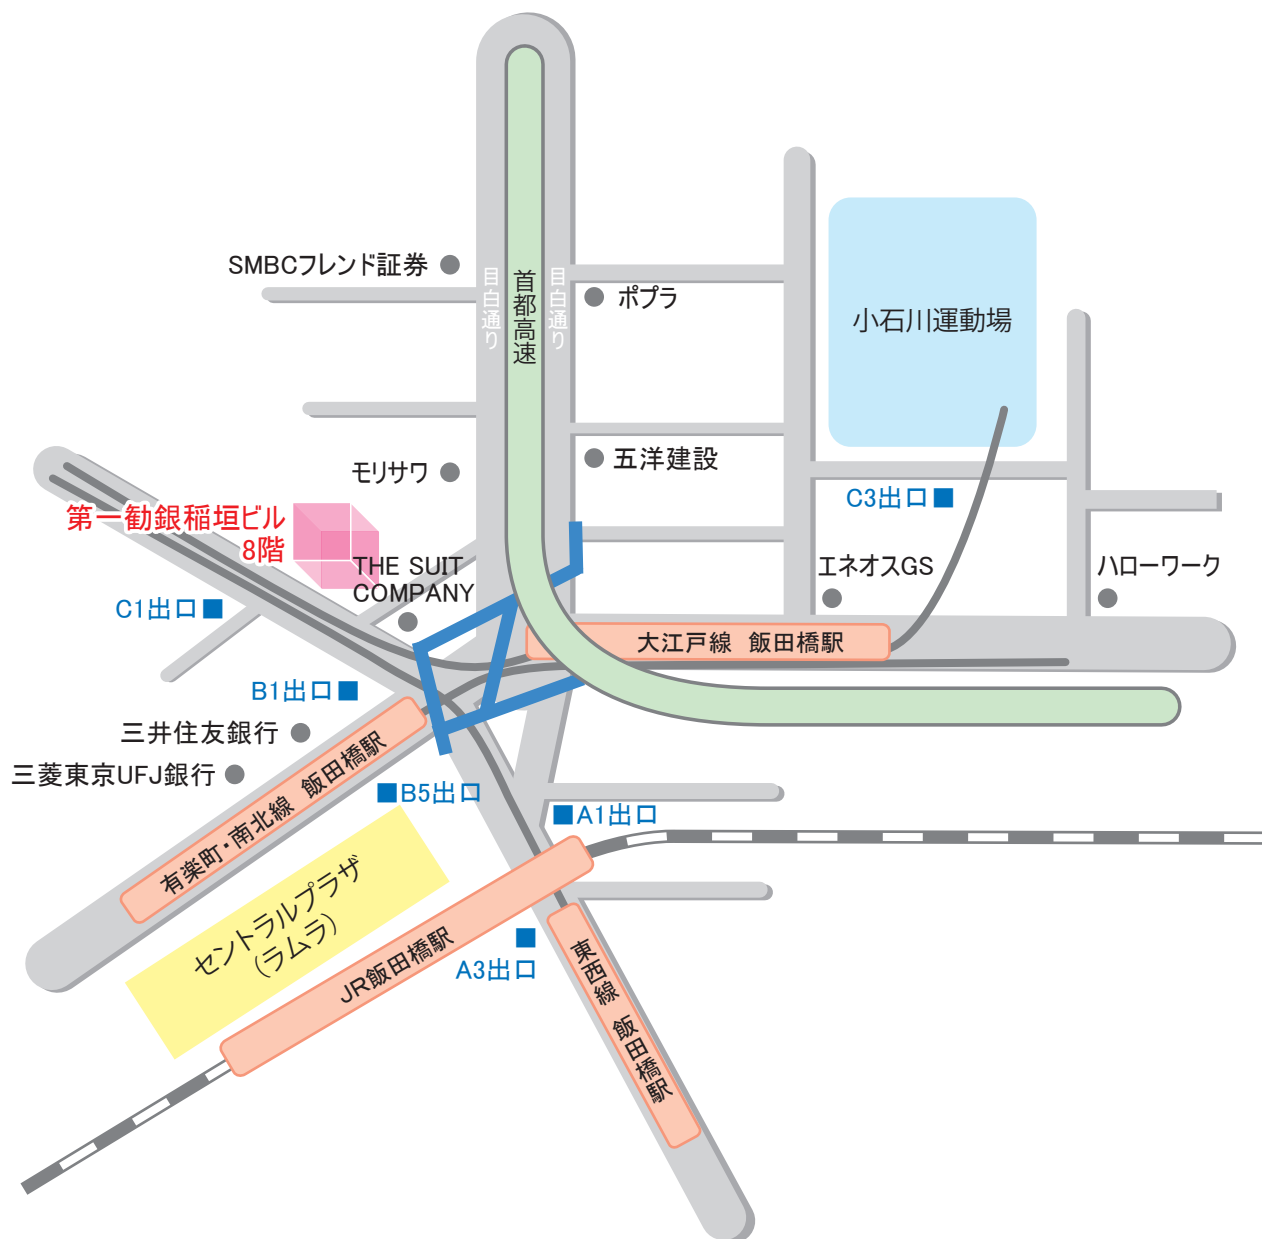 SMBCフレンド証券
目白通り
首都高速
目白通り
ポプラ
小石川運動場
モリサワ
五洋建設
C3出口
第一勧銀稲垣ビル
8階
THE SUIT
COMPANY
エネオスGS
ハローワーク
C1出口
大江戸線 飯田橋駅
B1出口
三井住友銀行
三菱東京UFJ銀行
有楽町・南北線 飯田橋駅
B5出口
A1出口
セントラルプラザ
(ラムラ)
JR飯田橋駅
A3出口
東西線 飯田橋駅